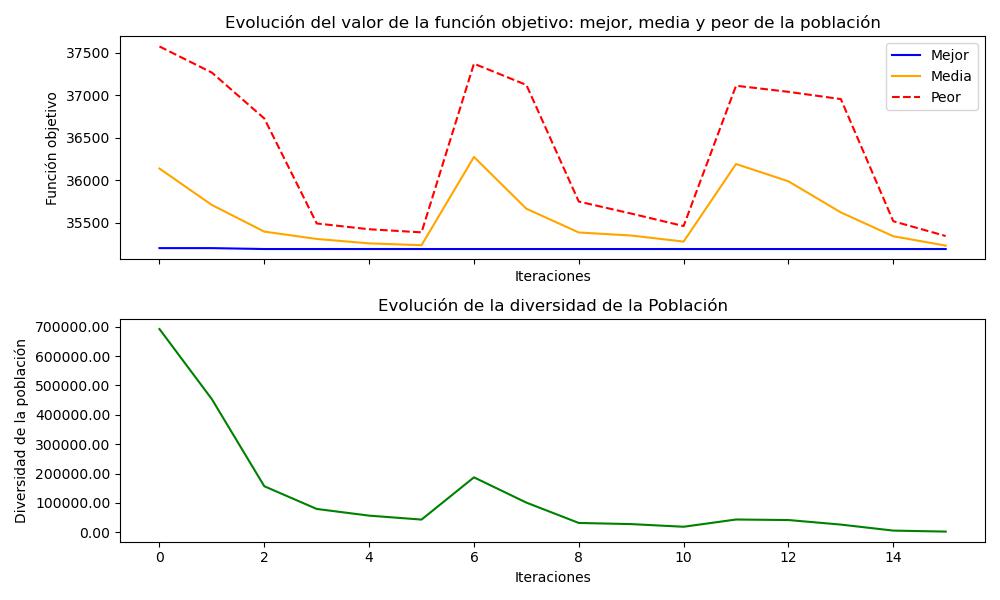 Evolución del valor de la función objetivo: mejor, media y peor de la población
Función objetivo
37500
37000
36500
36000
35500
Mejor
Media
Peor
Iteraciones
Evolución de la diversidad de la Población
Diversidad de la población
700000.00
600000.00
500000.00
400000.00
300000.00
200000.00
100000.00
0.00
0 2 4 6 8 10 12 14
Iteraciones